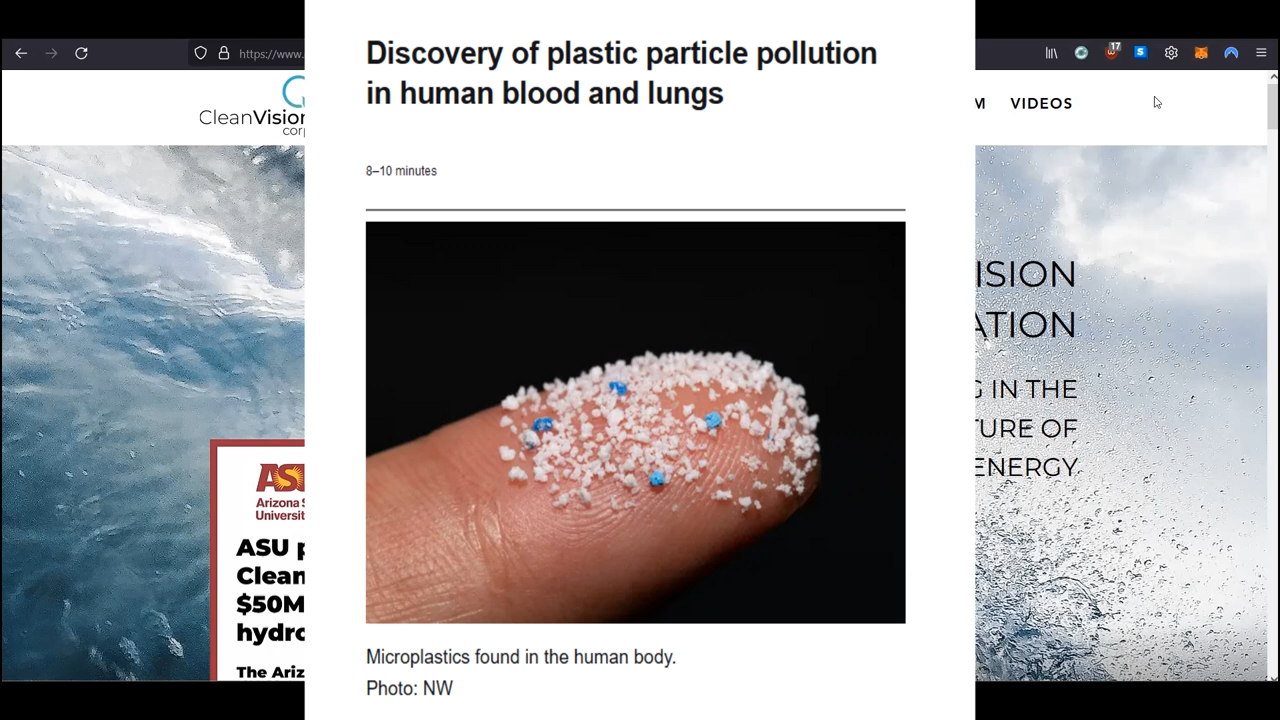 Discovery of plastic particle pollution
in human blood and lungs
8–10 minutes
Microplastics found in the human body.
Photo: NW
https://www.
17
CleanVision
corp
VIDEOS
ENERGY
TURE OF
IN THE
ISION
ATION
Arizona S
Universit
ASU p
Clean
$50M
hydro
The Ariz